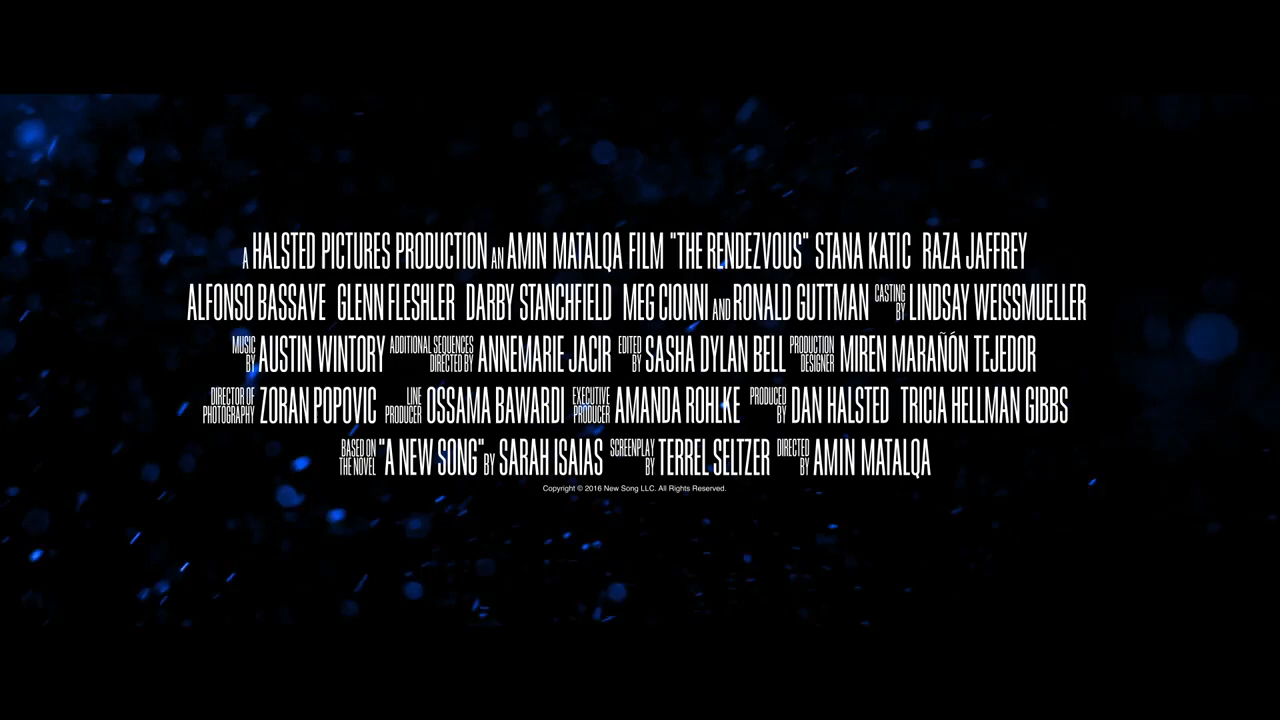 A HALSTED PICTURES PRODUCTION AN AMIN MATALQA FILM "THE RENDEZVOUS" STANA KATIC RAZA JAFFREY
ALFONSO BASSAVE GLENN FLESHLER DARBY STANCHFIELD MEG CIONNI AND RONALD GUTTMAN CASTING BY LINDSAY WEISSMUELLER
MUSIC BY AUSTIN WINTORY ADDITIONAL SEQUENCES DIRECTED BY ANNEMARIE JACIR EDITED BY SASHA DYLAN BELL PRODUCTION DESIGNER MIREN MARAÑÓN TEJEDOR
DIRECTOR OF PHOTOGRAPHY ZORAN POPOVIC LINE PRODUCER OSSAMA BAWARDI EXECUTIVE PRODUCER AMANDA ROHLKE PRODUCED BY DAN HALSTED TRICIA HELLMAN GIBBS
BASED ON THE NOVEL "A NEW SONG" BY SARAH ISAIAS SCREENPLAY BY TERREL SELTZER DIRECTED BY AMIN MATALQA
Copyright © 2016 New Song LLC. All Rights Reserved.